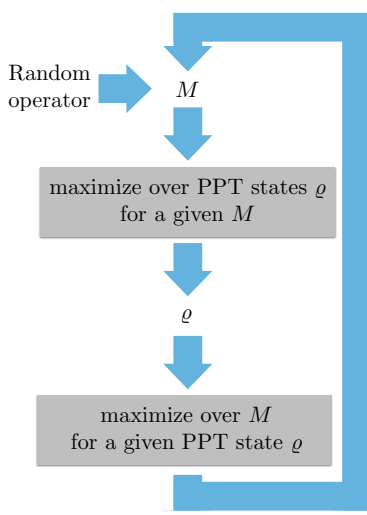 Random
operator
M
maximize over PPT states ϱ
for a given M
ϱ
maximize over M
for a given PPT state ϱ